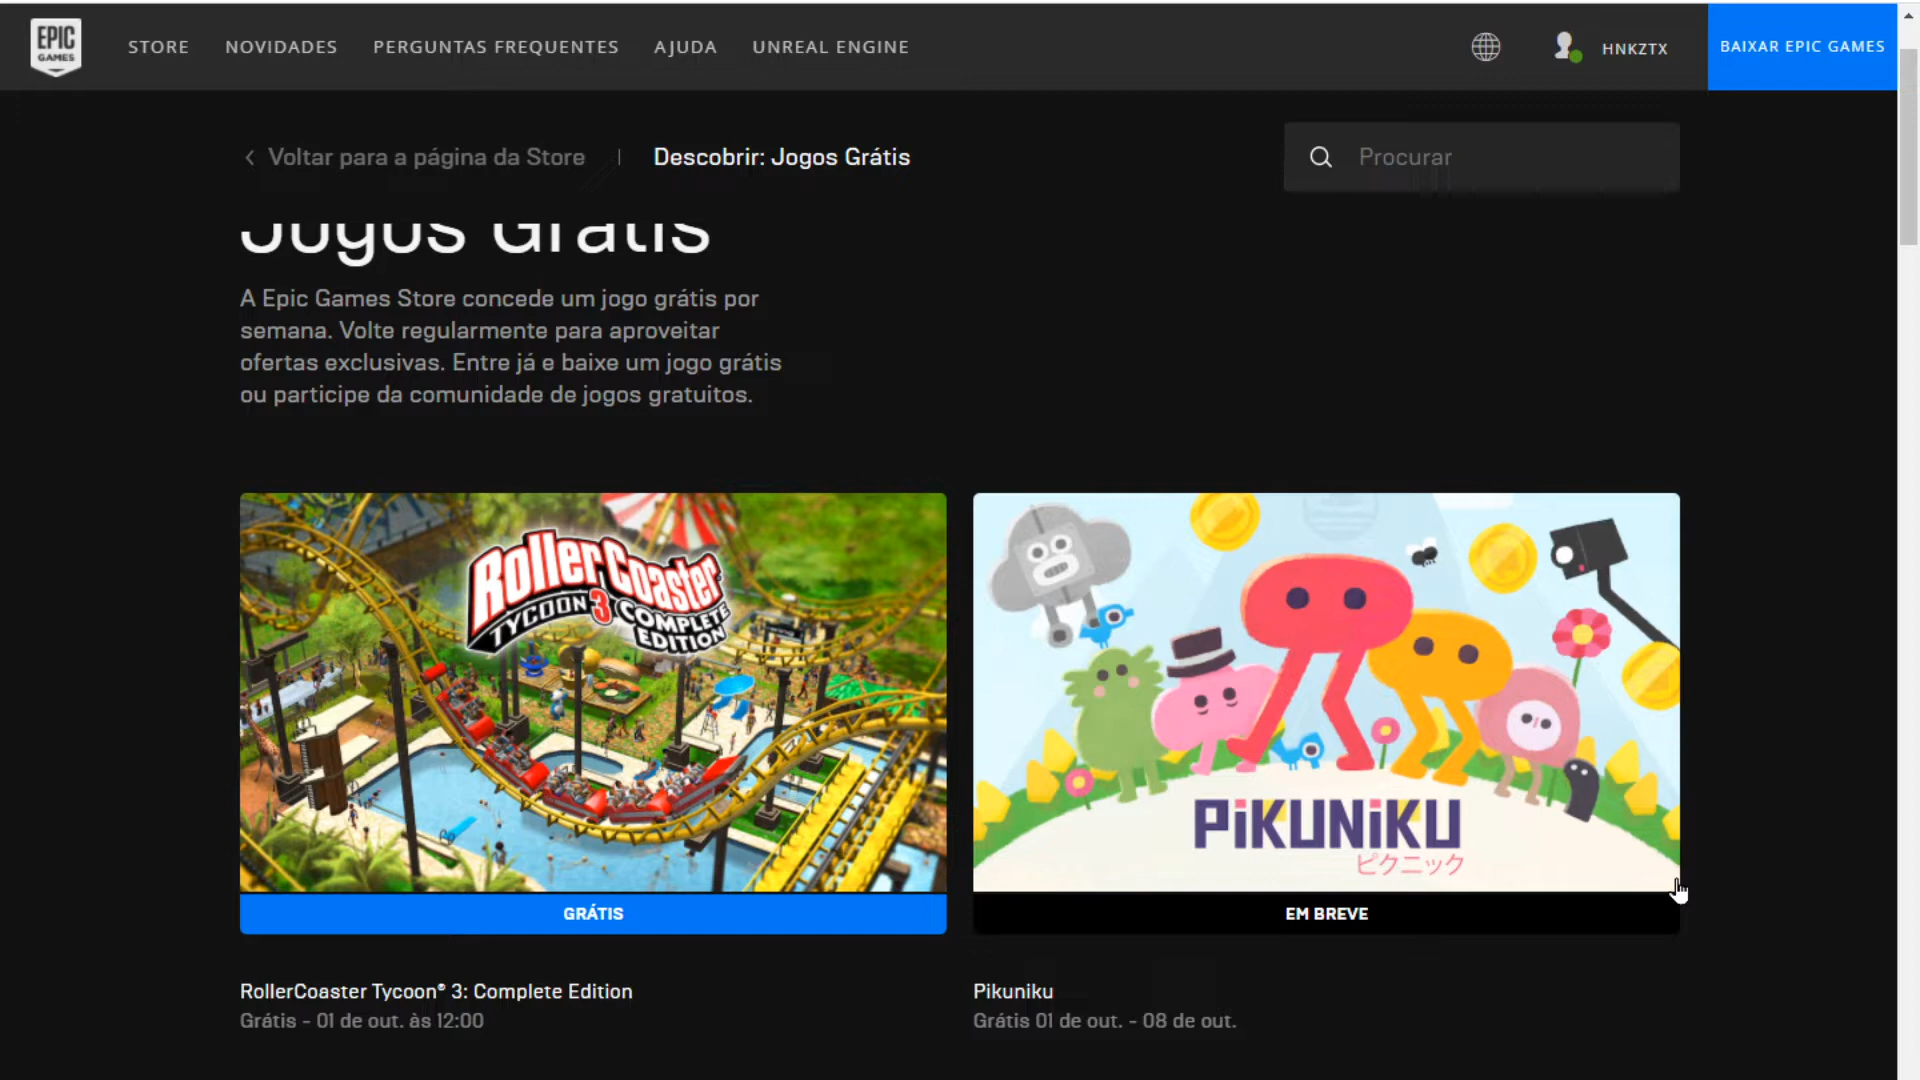 EPIC
GAMES
STORE
NOVIDADES
PERGUNTAS FREQUENTES
AJUDA
UNREAL ENGINE
HNKZTX
BAIXAR EPIC GAMES
Voltar para a página da Store
Descobrir: Jogos Grátis
Procurar
Jogos Grátis
A Epic Games Store concede um jogo grátis por
semana. Volte regularmente para aproveitar
ofertas exclusivas. Entre já e baixe um jogo grátis
ou participe da comunidade de jogos gratuitos.
RollerCoaster
TYCOON 3 COMPLETE
EDITION
GRÁTIS
RollerCoaster Tycoon® 3: Complete Edition
Grátis - 01 de out. às 12:00
PiKUNiKU
ピクニック
EM BREVE
Pikuniku
Grátis 01 de out. - 08 de out.